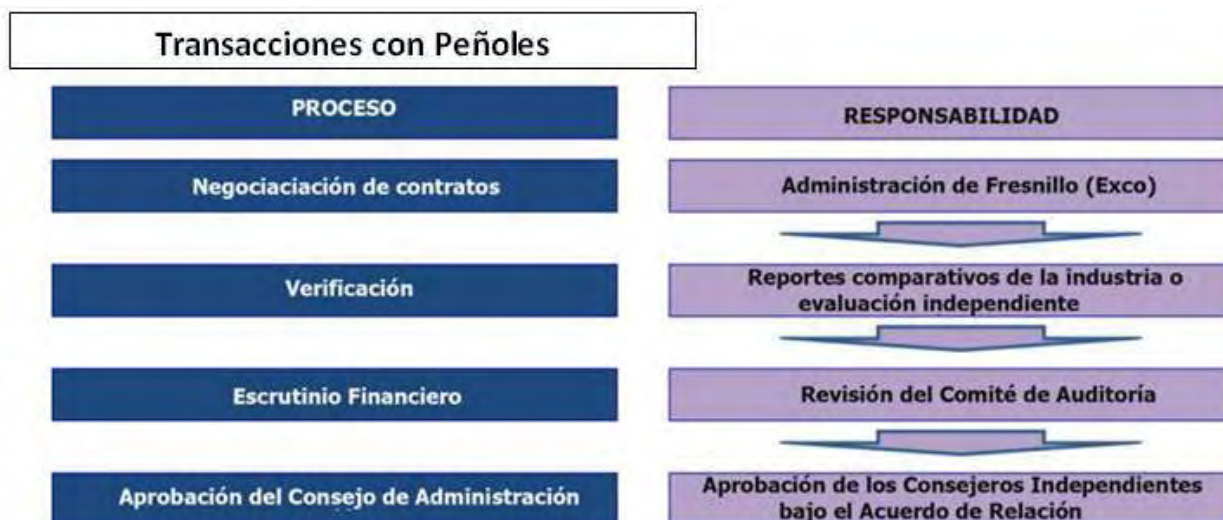 Transacciones con Peñoles
PROCESO
RESPONSABILIDAD
Negociaciación de contratos
Administración de Fresnillo (Exco)
Verificación
Reportes comparativos de la industria o
evaluación independiente
Escrutinio Financiero
Revisión del Comité de Auditoría
Aprobación del Consejo de Administración
Aprobación de los Consejeros Independientes
bajo el Acuerdo de Relación